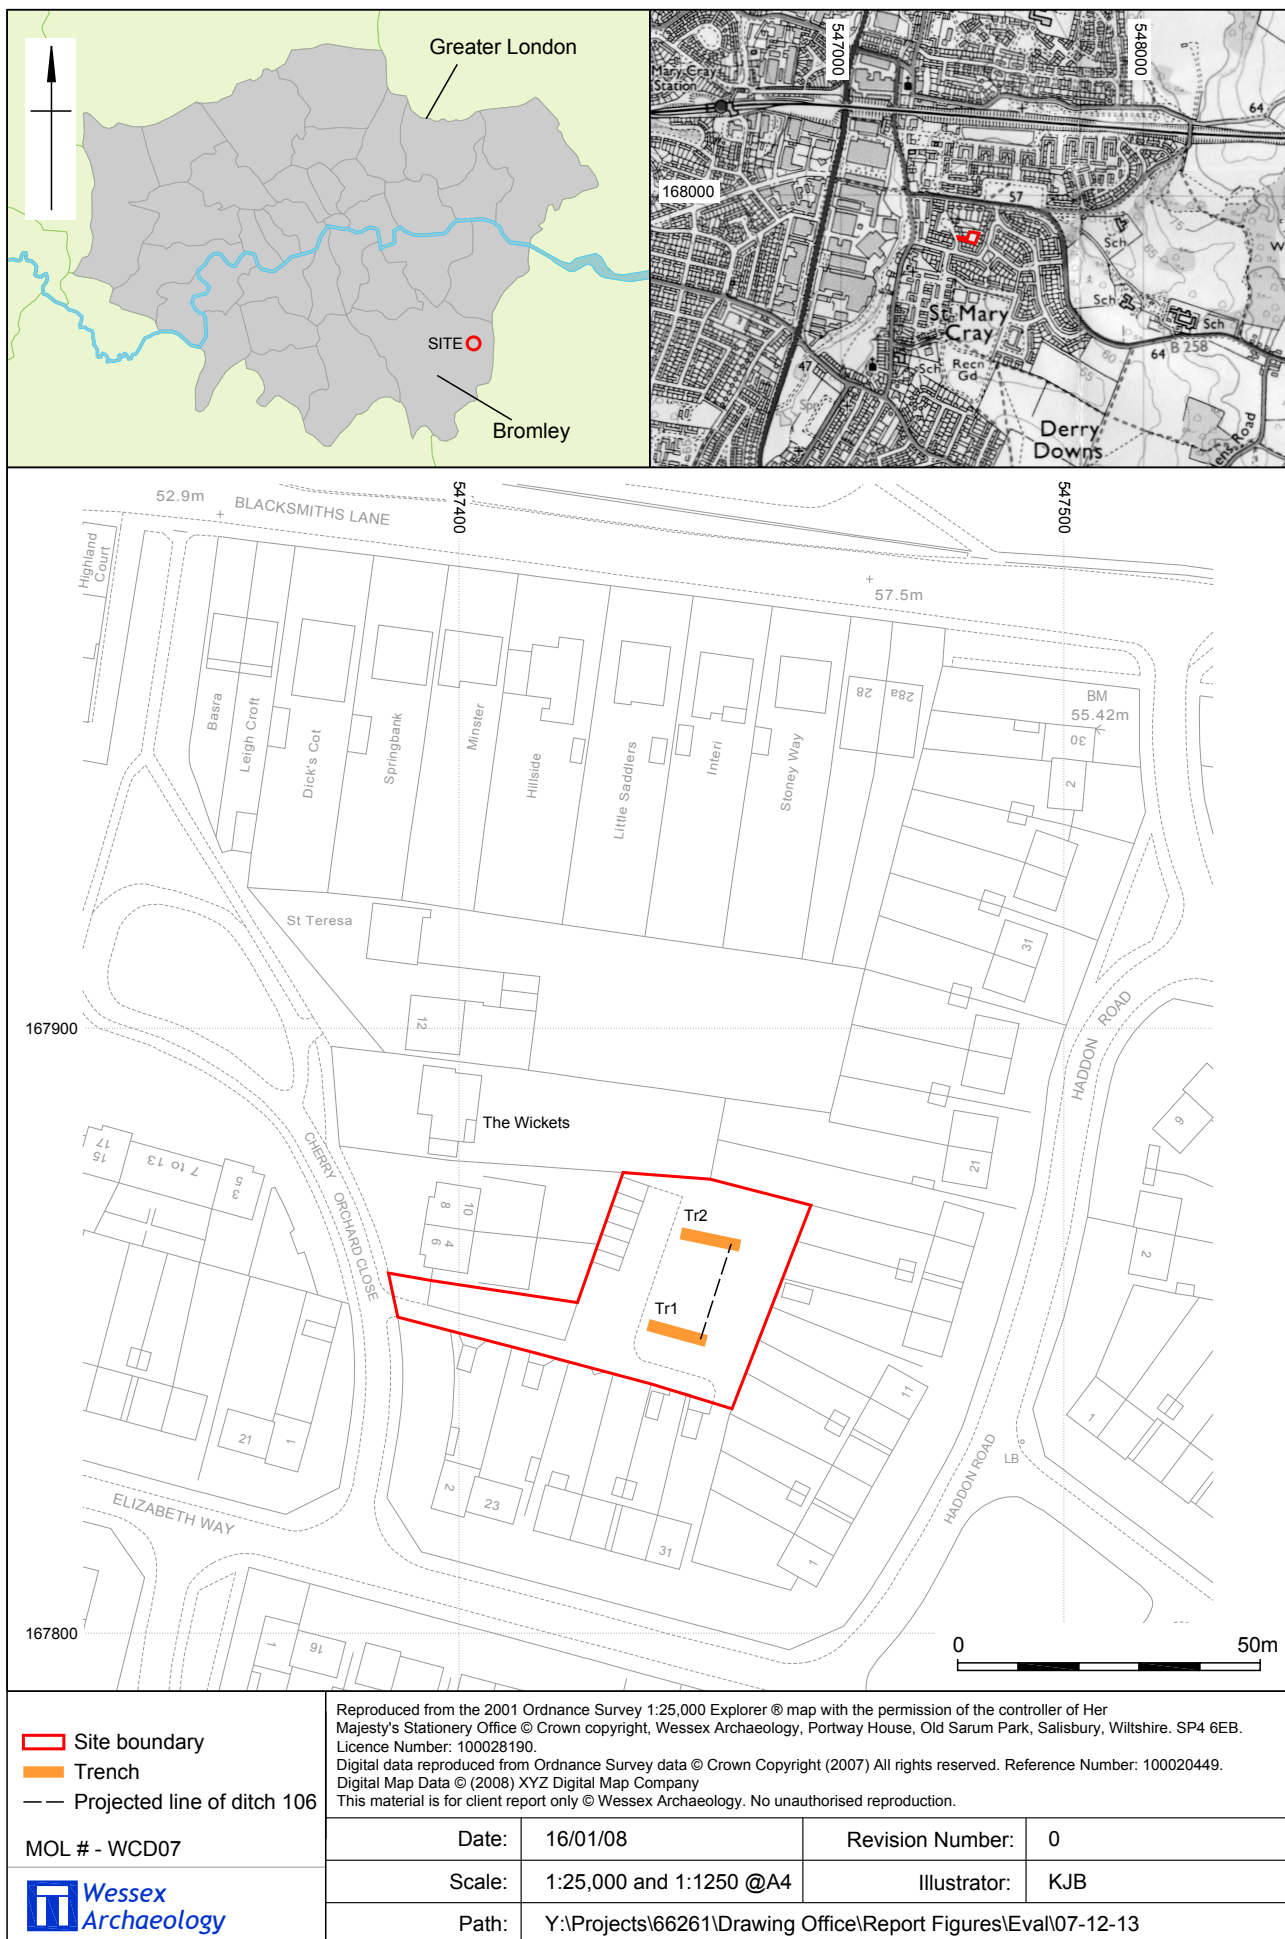 Greater London
SITE
Bromley
547000
548000
Mary Cray
Station
64
168000
57
Sch
Sch
Sch
St Mary
Cray
Sch
Recn
Gd
47
64
B 258
Derry
Downs
52.9m
BLACKSMITHS LANE
547400
547500
Highland
Court
57.5m
Basra
Leigh Croft
Dick's Cot
Springbank
Minster
Hillside
Little Saddlers
Interl
Stoney Way
28
28a
BM
55.42m
30
2
31
St Teresa
12
167900
HADDON ROAD
The Wickets
21
9
CHERRY ORCHARD CLOSE
17
15
7 to 13
5
3
8
10
6
4
2
Tr2
Tr1
11
1
LB
HADDON ROAD
21
1
2
23
31
1
ELIZABETH WAY
167800
1
16
0
50m
Site boundary
Trench
Projected line of ditch 106
MOL # - WCD07
Wessex
Archaeology
Reproduced from the 2001 Ordnance Survey 1:25,000 Explorer ® map with the permission of the controller of Her
Majesty's Stationery Office © Crown copyright, Wessex Archaeology, Portway House, Old Sarum Park, Salisbury, Wiltshire. SP4 6EB.
Licence Number: 100028190.
Digital data reproduced from Ordnance Survey data © Crown Copyright (2007) All rights reserved. Reference Number: 100020449.
Digital Map Data © (2008) XYZ Digital Map Company
This material is for client report only © Wessex Archaeology. No unauthorised reproduction.
Date: 16/01/08 Revision Number: 0
Scale: 1:25,000 and 1:1250 @A4 Illustrator: KJB
Path: Y:\Projects\66261\Drawing Office\Report Figures\Eval\07-12-13